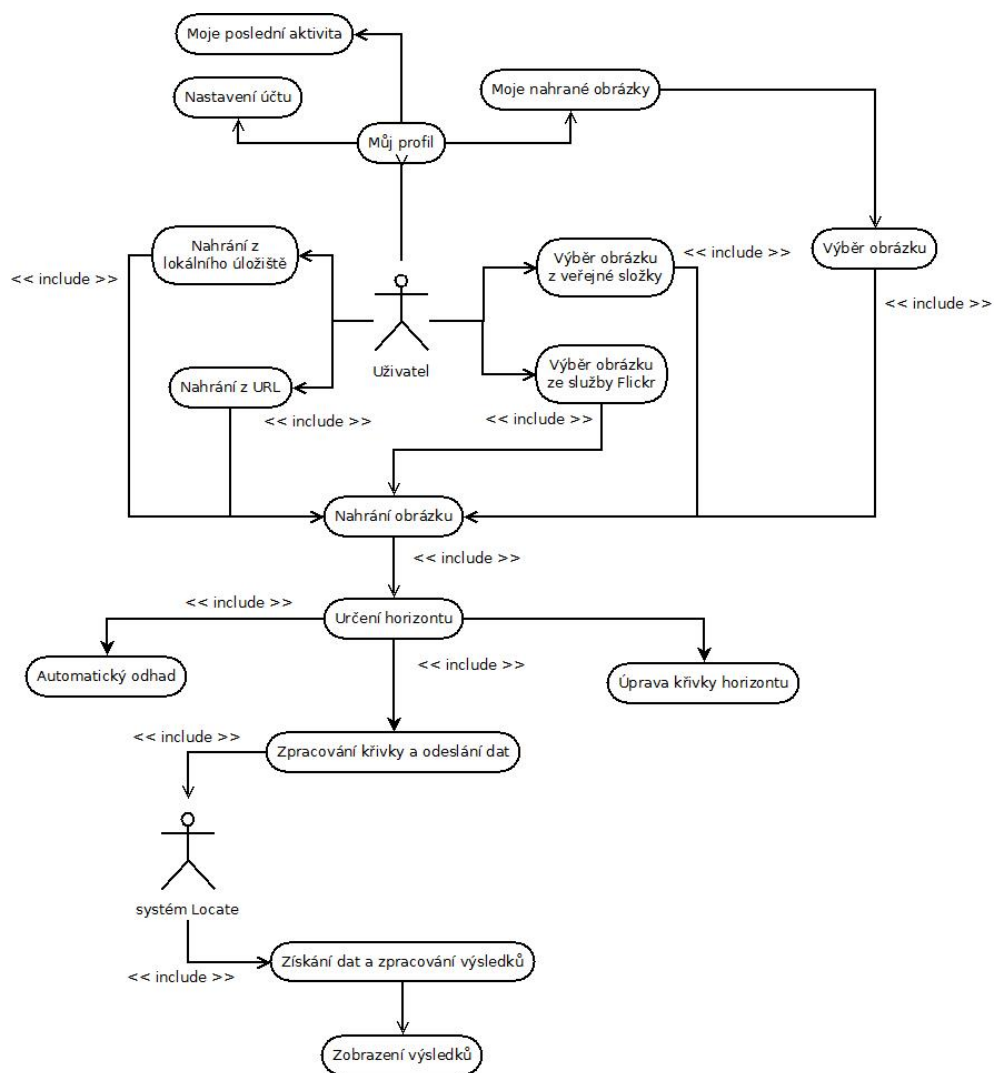 Moje poslední aktivita
Moje nahrané obrázky
Nastavení účtu
Můj profil
Nahrání z
lokálního úložiště
<< include >>
Výběr obrázku
z veřejné složky
<< include >>
Výběr obrázku
<< include >>
Uživatel
Nahrání z URL
<< include >>
Výběr obrázku
ze služby Flickr
<< include >>
Nahrání obrázku
<< include >>
<< include >>
Určení horizontu
<< include >>
Automatický odhad
Úprava křivky horizontu
<< include >>
Zpracování křivky a odeslání dat
systém Locate
<< include >>
Získání dat a zpracování výsledků
Zobrazení výsledků